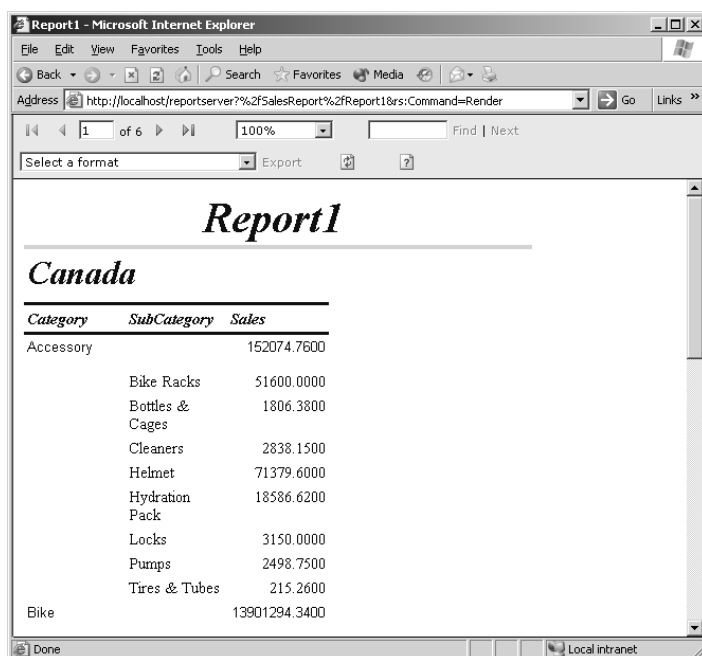 Report1 - Microsoft Internet Explorer
File Edit View Favorites Tools Help
Back Search Favorites Media
Address http://localhost/reportserver?%2fSalesReport%2fReport1&rs:Command=Render Go Links »
1 of 6 100% Find | Next
Select a format Export
Report1
Canada
Category SubCategory Sales
Accessory 152074.7600
Bike Racks 51600.0000
Bottles & 1806.3800
Cages
Cleaners 2838.1500
Helmet 71379.6000
Hydration 18586.6200
Pack
Locks 3150.0000
Pumps 2498.7500
Tires & Tubes 215.2600
Bike 13901294.3400
Done Local intranet